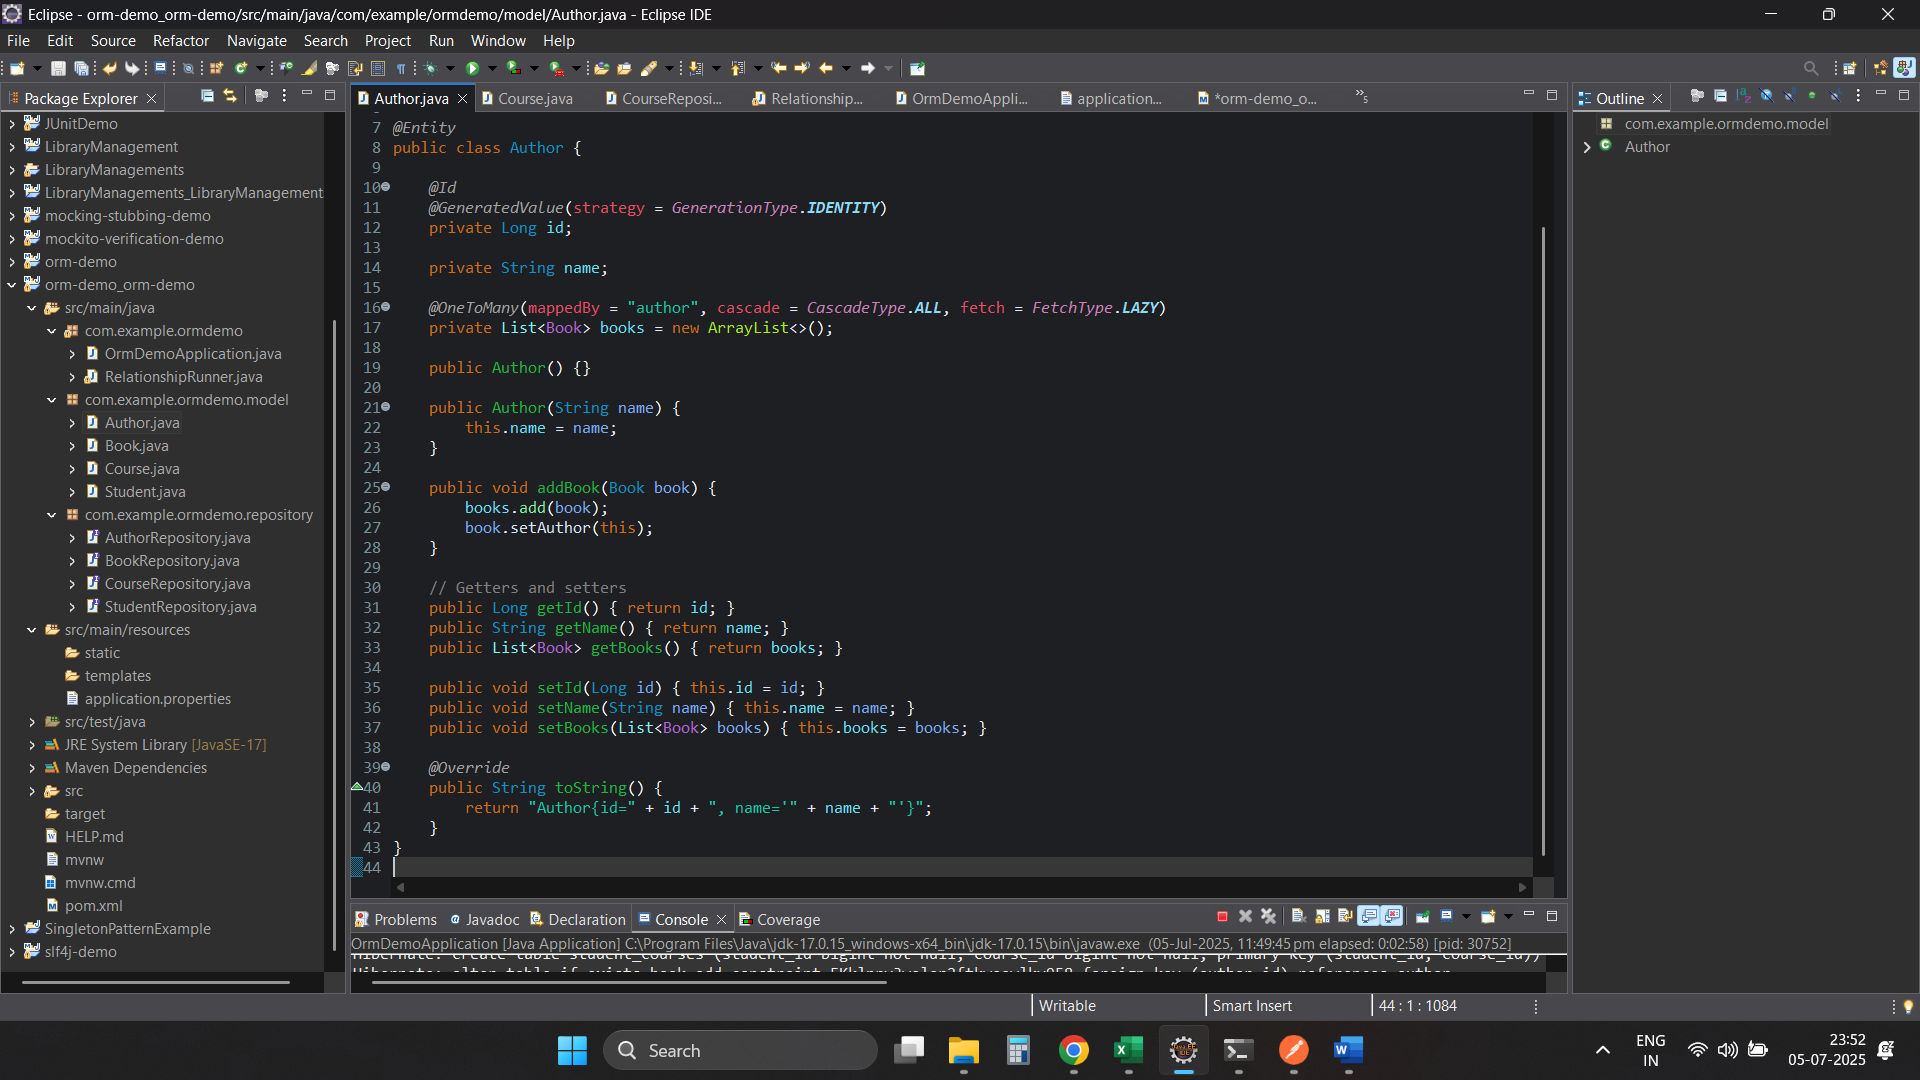 Eclipse - orm-demo_orm-demo/src/main/java/com/example/ormdemo/model/Author.java - Eclipse IDE
File Edit Source Refactor Navigate Search Project Run Window Help
Package Explorer
JUnitDemo
LibraryManagement
LibraryManagements
LibraryManagements_LibraryManagement
mocking-stubbing-demo
mockito-verification-demo
orm-demo
orm-demo_orm-demo
src/main/java
com.example.ormdemo
OrmDemoApplication.java
RelationshipRunner.java
com.example.ormdemo.model
Author.java
Book.java
Course.java
Student.java
com.example.ormdemo.repository
AuthorRepository.java
BookRepository.java
CourseRepository.java
StudentRepository.java
src/main/resources
static
templates
application.properties
src/test/java
JRE System Library [JavaSE-17]
Maven Dependencies
src
target
HELP.md
mvnw
mvnw.cmd
pom.xml
SingletonPatternExample
slf4j-demo
Author.java Course.java CourseReposi... Relationship... OrmDemoAppli... application... *orm-demo_o... »5
7 @Entity
8 public class Author {
9
10 @Id
11 @GeneratedValue(strategy = GenerationType.IDENTITY)
12 private Long id;
13
14 private String name;
15
16 @OneToMany(mappedBy = "author", cascade = CascadeType.ALL, fetch = FetchType.LAZY)
17 private List<Book> books = new ArrayList<>();
18
19 public Author() {}
20
21 public Author(String name) {
22 this.name = name;
23 }
24
25 public void addBook(Book book) {
26 books.add(book);
27 book.setAuthor(this);
28 }
29
30 // Getters and setters
31 public Long getId() { return id; }
32 public String getName() { return name; }
33 public List<Book> getBooks() { return books; }
34
35 public void setId(Long id) { this.id = id; }
36 public void setName(String name) { this.name = name; }
37 public void setBooks(List<Book> books) { this.books = books; }
38
39 @Override
40 public String toString() {
41 return "Author{id=" + id + ", name='" + name + "'}";
42 }
43 }
44
Outline
com.example.ormdemo.model
Author
Problems Javadoc Declaration Console Coverage
OrmDemoApplication [Java Application] C:\Program Files\Java\jdk-17.0.15_windows-x64_bin\jdk-17.0.15\bin\javaw.exe (05-Jul-2025, 11:49:45 pm elapsed: 0:02:58) [pid: 30752]
Hibernate: create table student_courses (student_id bigint not null, course_id bigint not null, primary key (student_id, course_id))
Writable Smart Insert 44 : 1 : 1084
Search
ENG
IN
23:52
05-07-2025